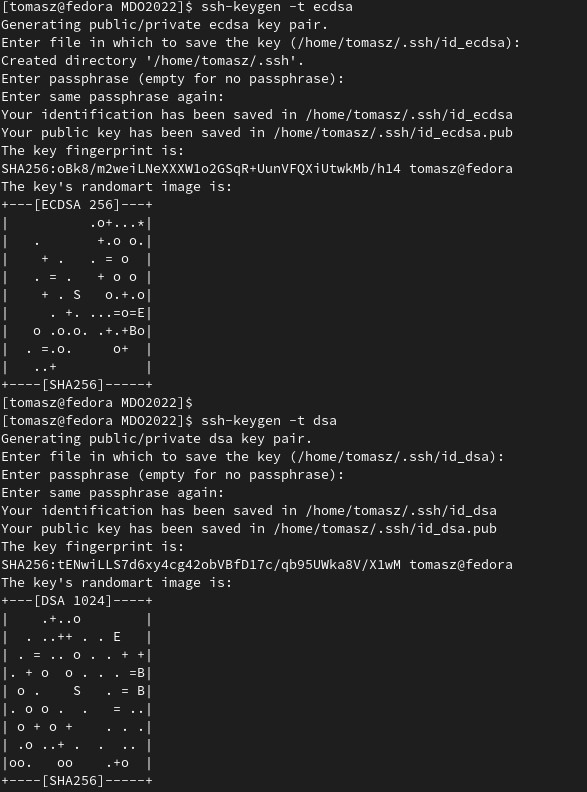 [tomasz@fedora MDO2022]$ ssh-keygen -t ecdsa
Generating public/private ecdsa key pair.
Enter file in which to save the key (/home/tomasz/.ssh/id_ecdsa):
Created directory '/home/tomasz/.ssh'.
Enter passphrase (empty for no passphrase):
Enter same passphrase again:
Your identification has been saved in /home/tomasz/.ssh/id_ecdsa
Your public key has been saved in /home/tomasz/.ssh/id_ecdsa.pub
The key fingerprint is:
SHA256:oBk8/m2weiLNeXXXW1o2GSqR+UunVFQXiUtwkMb/h14 tomasz@fedora
The key's randomart image is:
+---[ECDSA 256]---+
|          .o+...*|
|   .       +.o o.|
|    + .   . = o  |
|   . = .   + o o |
|    + . S   o.+.o|
|     . +. ...=o=E|
|   o .o.o. .+.+Bo|
|  . =.o.     o+  |
|   ..+           |
+----[SHA256]-----+
[tomasz@fedora MDO2022]$
[tomasz@fedora MDO2022]$ ssh-keygen -t dsa
Generating public/private dsa key pair.
Enter file in which to save the key (/home/tomasz/.ssh/id_dsa):
Enter passphrase (empty for no passphrase):
Enter same passphrase again:
Your identification has been saved in /home/tomasz/.ssh/id_dsa
Your public key has been saved in /home/tomasz/.ssh/id_dsa.pub
The key fingerprint is:
SHA256:tENwiLLS7d6xy4cg42obVBfD17c/qb95UWka8V/X1wM tomasz@fedora
The key's randomart image is:
+---[DSA 1024]----+
|    .+..o        |
|  . ..++ . . E   |
| . = .. o . . + +|
|. + o  o . . . =B|
| o .    S   . = B|
|. o o .  .   = ..|
| o + o +    . . .|
| .o ..+ .  .  .. |
|oo.   oo    .+o  |
+----[SHA256]-----+